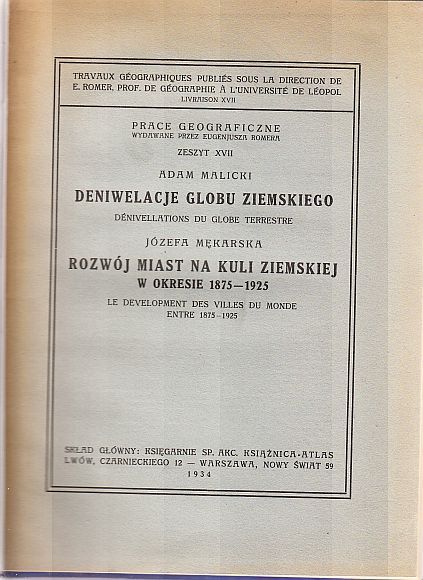 TRAVAUX GÉOGRAPHIQUES PUBLIÉS SOUS LA DIRECTION DE
E. ROMER, PROF. DE GÉOGRAPHIE À L'UNIVERSITÉ DE LÉOPOL
LIVRAISON XVII
PRACE GEOGRAFICZNE
WYDAWANE PRZEZ EUGENJUSZA ROMERA
ZESZYT XVII
ADAM MALICKI
DENIWELACJE GLOBU ZIEMSKIEGO
DÉNIVELLATIONS DU GLOBE TERRESTRE
JÓZEFA MĘKARSKA
ROZWÓJ MIAST NA KULI ZIEMSKIEJ
W OKRESIE 1875—1925
LE DEVELOPMENT DES VILLES DU MONDE
ENTRE 1875—1925
SKŁAD GŁÓWNY: KSIĘGARNIE SP. AKC. KSIĄŻNICA-ATLAS
LWÓW, CZARNIECKIEGO 12 — WARSZAWA, NOWY ŚWIAT 59
1934